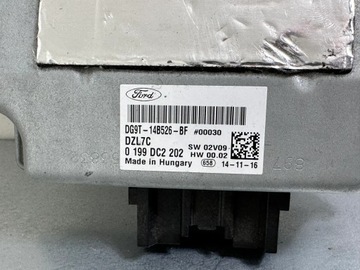 Ford
DG9T-14B526-BF #00030
DZL7C SW 02V09
0 199 DC2 202 HW 00.02
Made in Hungary 658 14-11-16